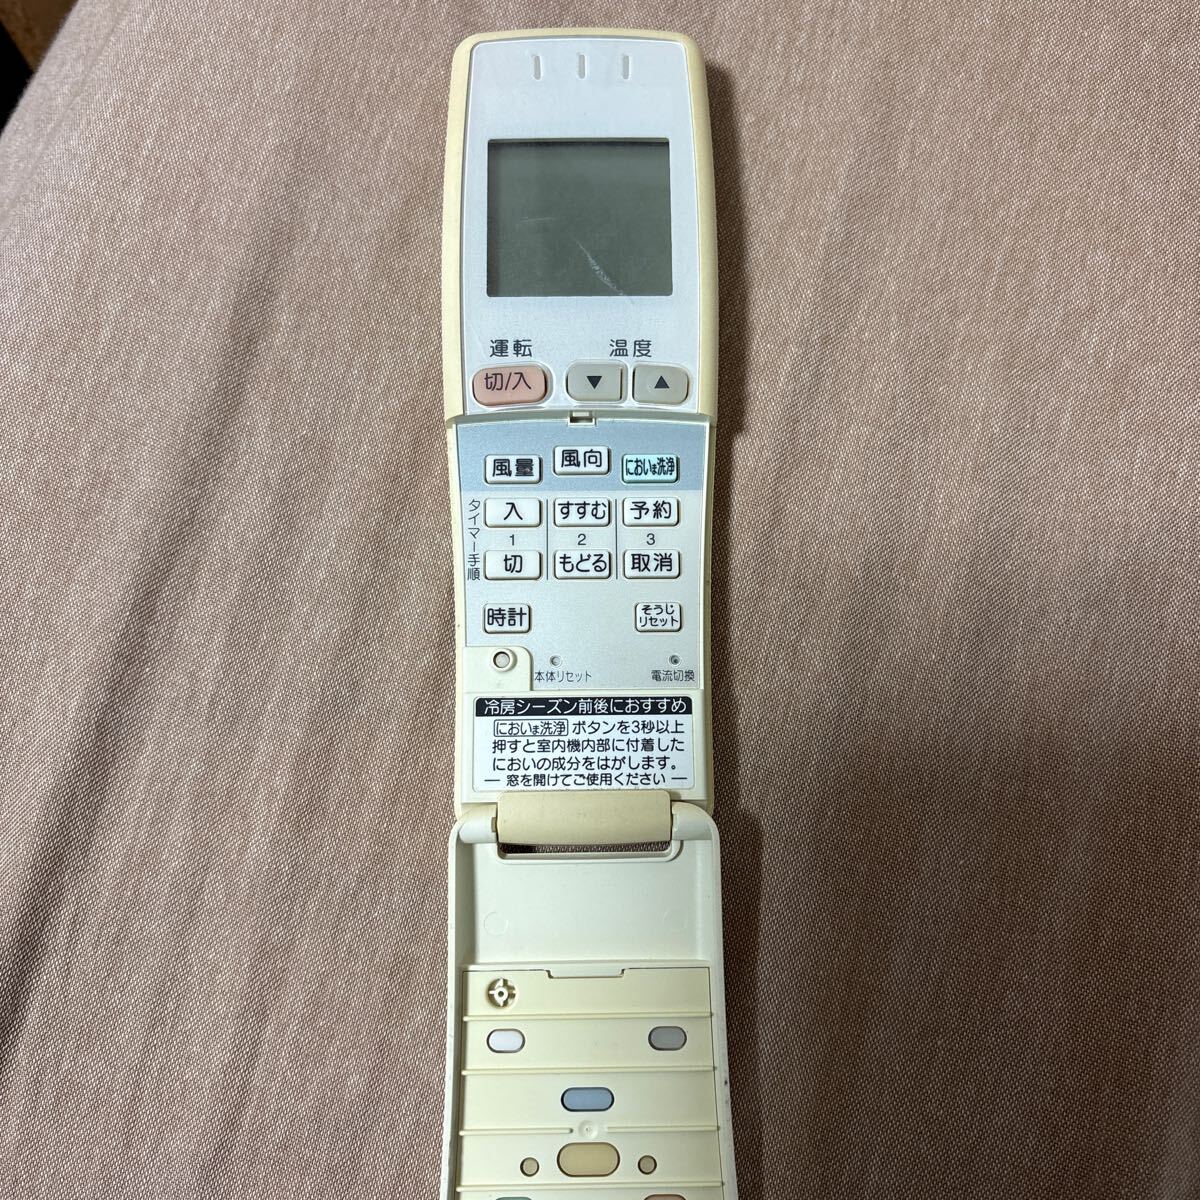 運転 温度
切/入 ▼ ▲
風量 風向 においま洗浄
タイマー手順
入 すすむ 予約
1 2 3
切 もどる 取消
時計 そうじ
リセット
本体リセット 電流切換
冷房シーズン前後におすすめ
においま洗浄 ボタンを3秒以上
押すと室内機内部に付着した
においの成分をはがします。
― 窓を開けてご使用ください ―